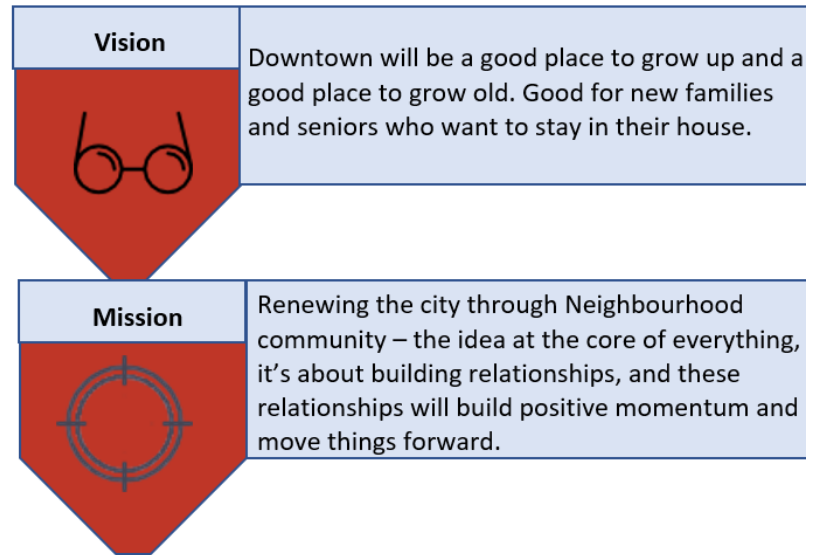 Vision
Downtown will be a good place to grow up and a
good place to grow old. Good for new families
and seniors who want to stay in their house.
Mission
Renewing the city through Neighbourhood
community – the idea at the core of everything,
it's about building relationships, and these
relationships will build positive momentum and
move things forward.